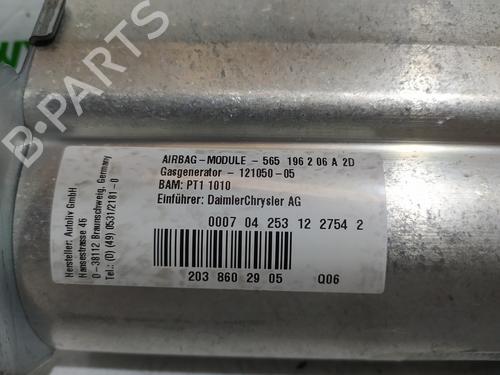 AIRBAG-MODULE - 565 196 2 06 A 2D
Gasgenerator - 121050-05
BAM: PT1 1010
Einführer: DaimlerChrysler AG
0007 04 253 12 2754 2
203 860 29 05 Q06
Hersteller: Autoliv GmbH
Hansestrasse 46
D-38112 Braunschweig, Germany
Tel.: (0) (49) 0531/2181-0
B-PARTS